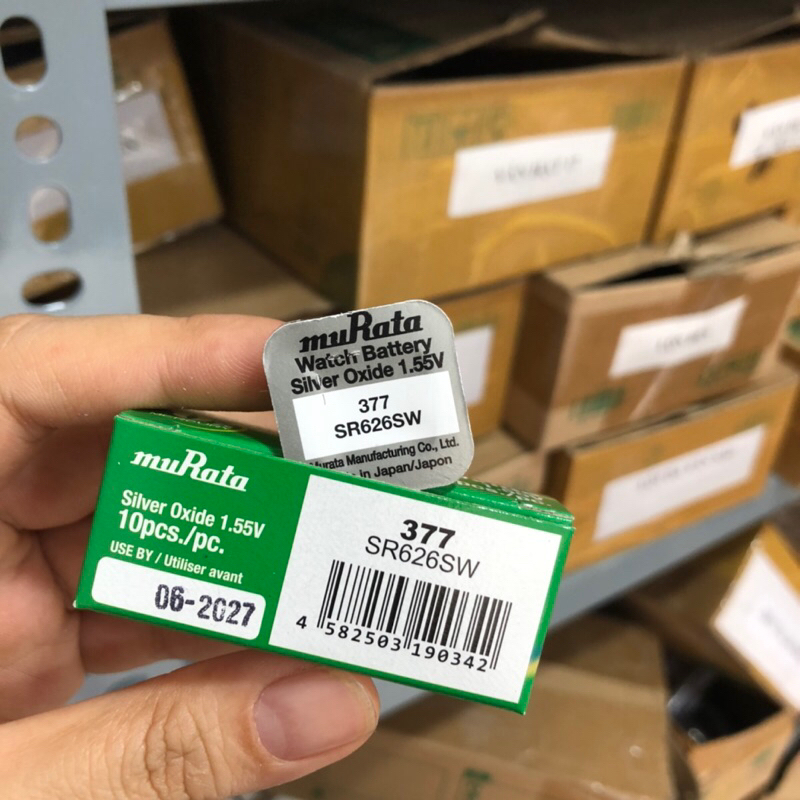 muRata
Watch Battery
Silver Oxide 1.55V
377
SR626SW
Murata Manufacturing Co., Ltd.
in Japan/Japon
muRata
Silver Oxide 1.55V
10pcs./pc.
USE BY / Utiliser avant
06-2027
377
SR626SW
4 582503 190342